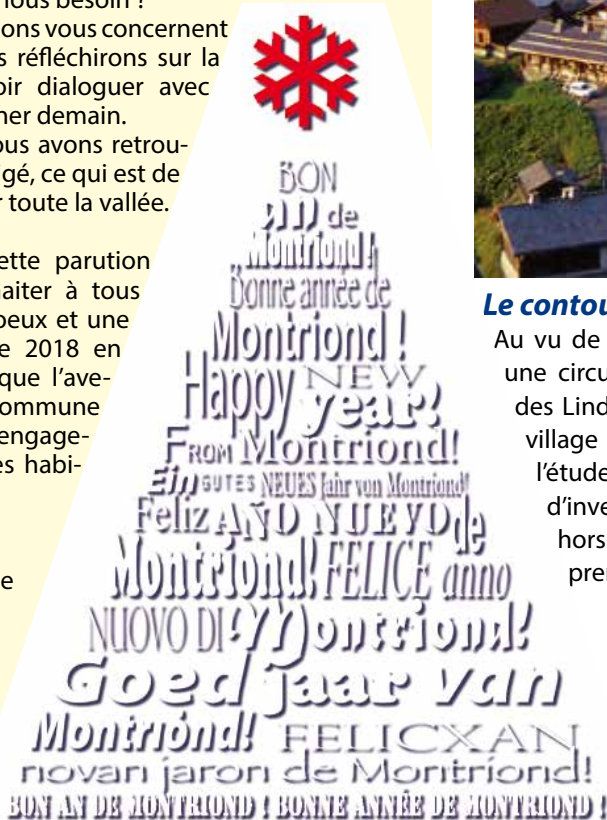 nous besoin ?
ons vous concernent
s réfléchirons sur la
oir dialoguer avec
ner demain.
ous avons retrou-
igé, ce qui est de
r toute la vallée.
ette parution
haiter à tous
peux et une
e 2018 en
que l'ave-
ommune
engage-
es habi-
e
BON
an de
Montriond !
Bonne année de
Montriond !
Happy NEW
year!
FROM Montriond!
Ein GUTES NEUES Jahr von Montriond!
Feliz AÑO NUEVO de
Montriond! FELICE anno
NUOVO DI Montriond!
Goed jaar van
Montriond! FELICXAN
novan jaron de Montriond!
BON AN DE MONTRIOND ! BONNE ANNÉE DE MONTRIOND !
Le contou
Au vu de
une circu
des Lind
village
l'étude
d'inve
hors
pren